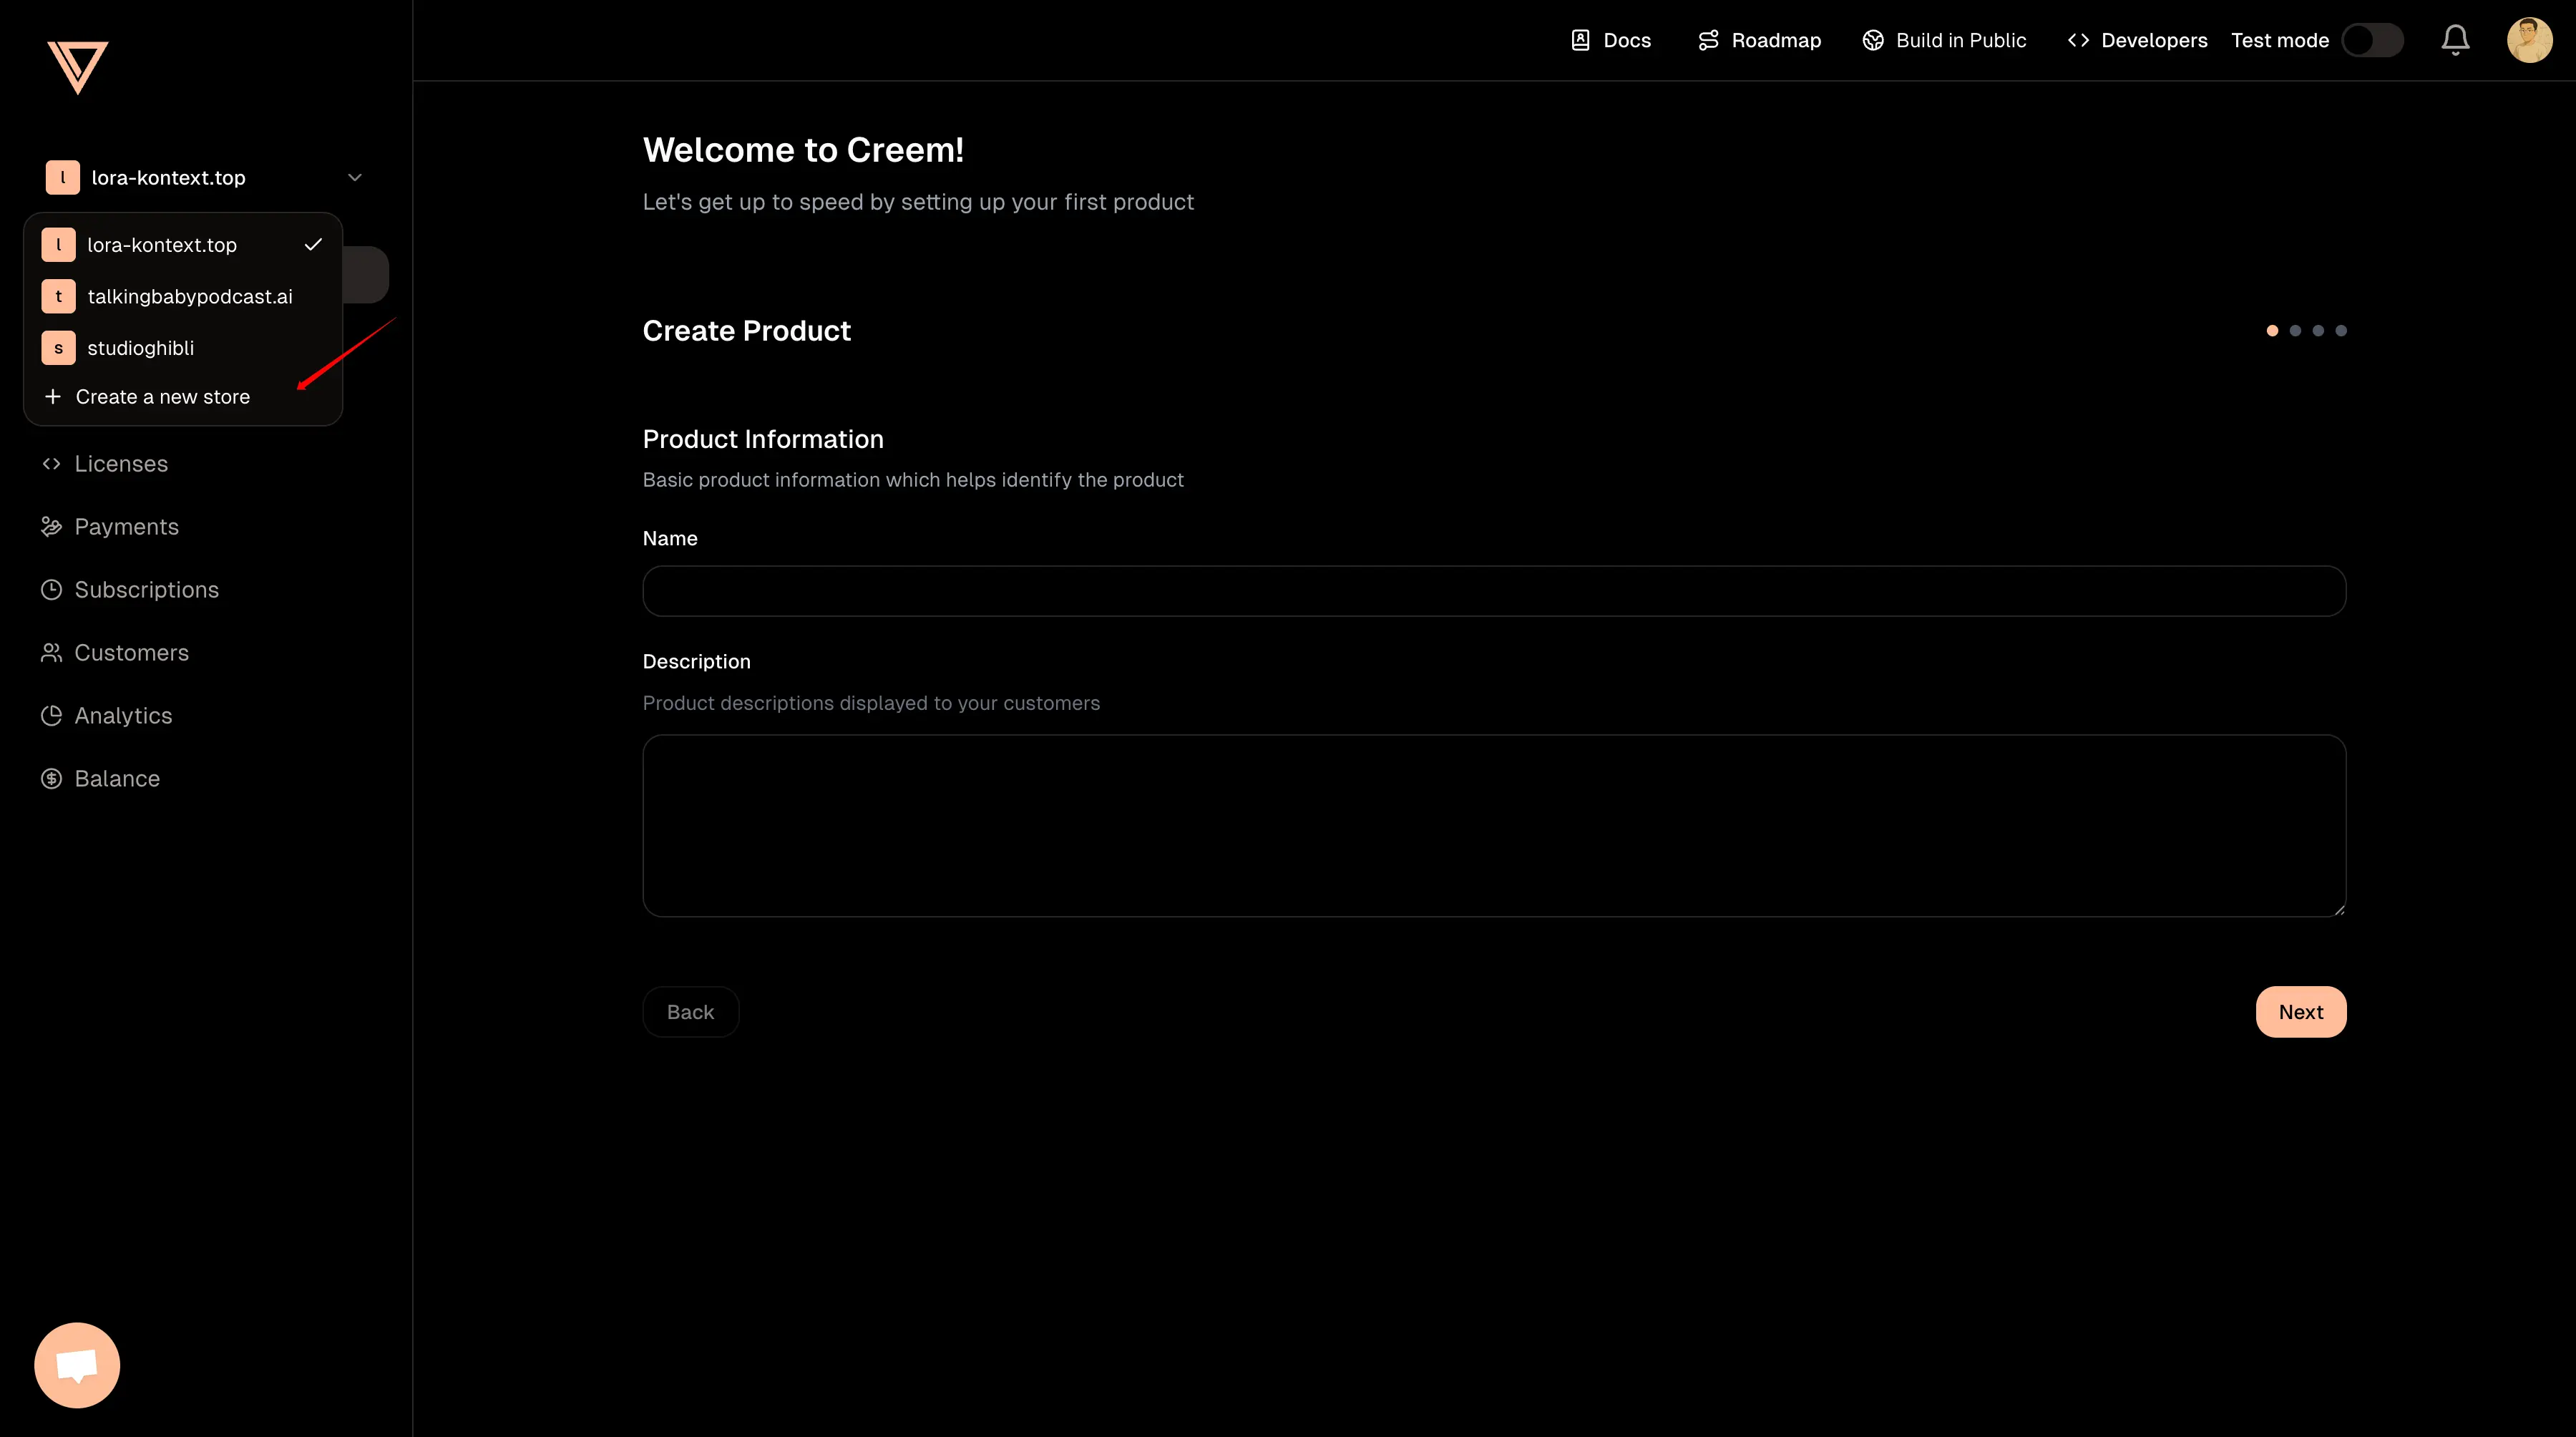 Docs
Roadmap
Build in Public
Developers
Test mode
l lora-kontext.top
l lora-kontext.top
t talkingbabypodcast.ai
s studioghibli
Create a new store
Licenses
Payments
Subscriptions
Customers
Analytics
Balance
Welcome to Creem!
Let's get up to speed by setting up your first product
Create Product
Product Information
Basic product information which helps identify the product
Name
Description
Product descriptions displayed to your customers
Back
Next